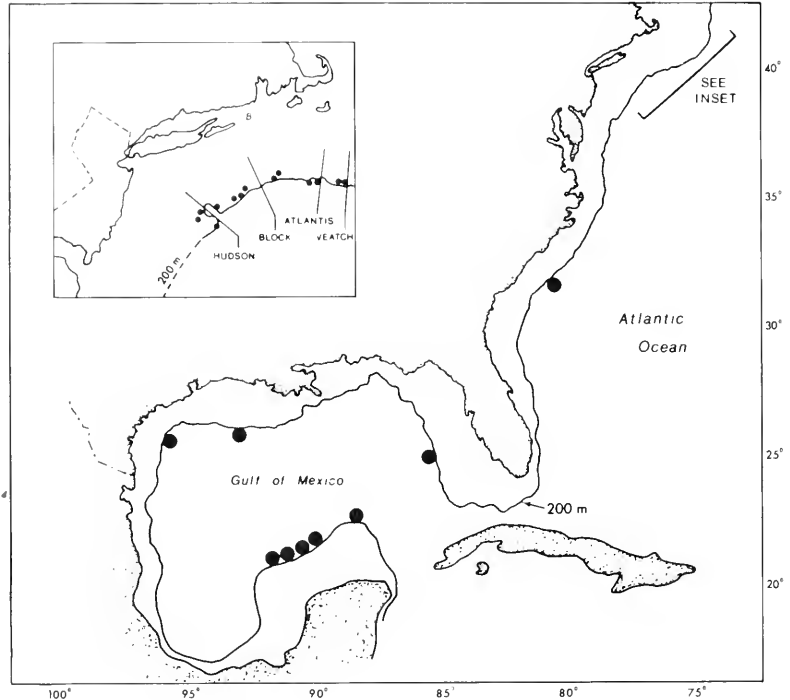 40°
SEE
INSET
ATLANTIS
BLOCK
VEATCH
HUDSON
200 m
35°
30°
Atlantic
Ocean
25°
Gulf of Mexico
200 m
20°
100°
95°
90°
85°
80°
75°